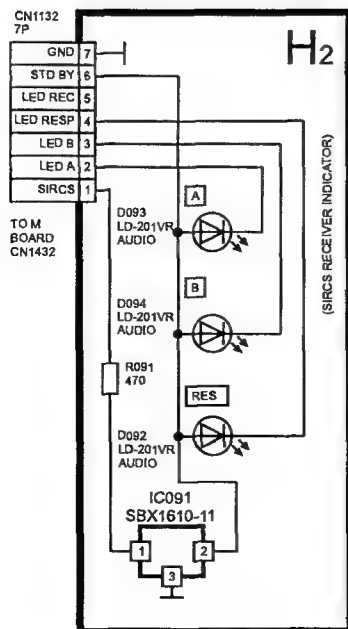 CN1132
7P
GND 7
STD BY 6
LED REC 5
LED RESP 4
LED B 3
LED A 2
SIRCS 1
TO M
BOARD
CN1432
H2
(SIRCS RECEIVER INDICATOR)
A
D093
LD-201VR
AUDIO
B
D094
LD-201VR
AUDIO
R091
470
RES
D092
LD-201VR
AUDIO
IC091
SBX1610-11
1
2
3